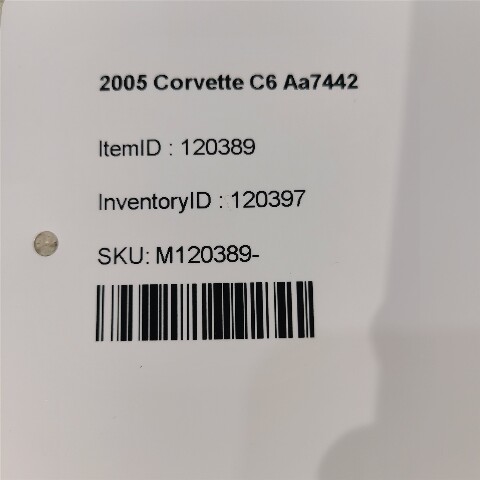 2005 Corvette C6 Aa7442
ItemID : 120389
InventoryID : 120397
SKU: M120389-